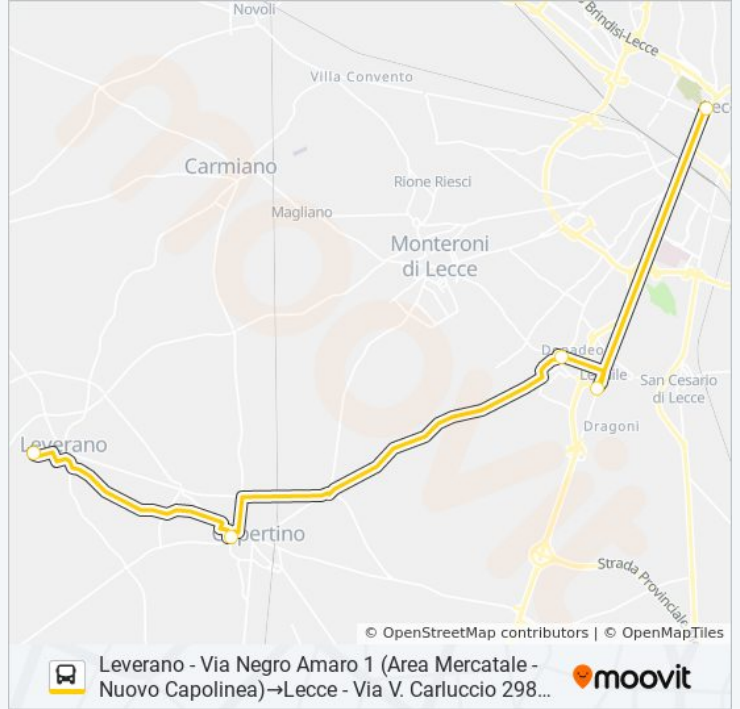 Novoli
Brindisi-Lecce
Villa Convento
Carmiano
Rione Riesci
Magliano
Monteroni
di Lecce
San Cesario
di Lecce
Leverano
Dragoni
Strada Provinciale
© OpenStreetMap contributors | © OpenMapTiles
Leverano - Via Negro Amaro 1 (Area Mercatale -
Nuovo Capolinea)→Lecce - Via V. Carluccio 298...
moovit